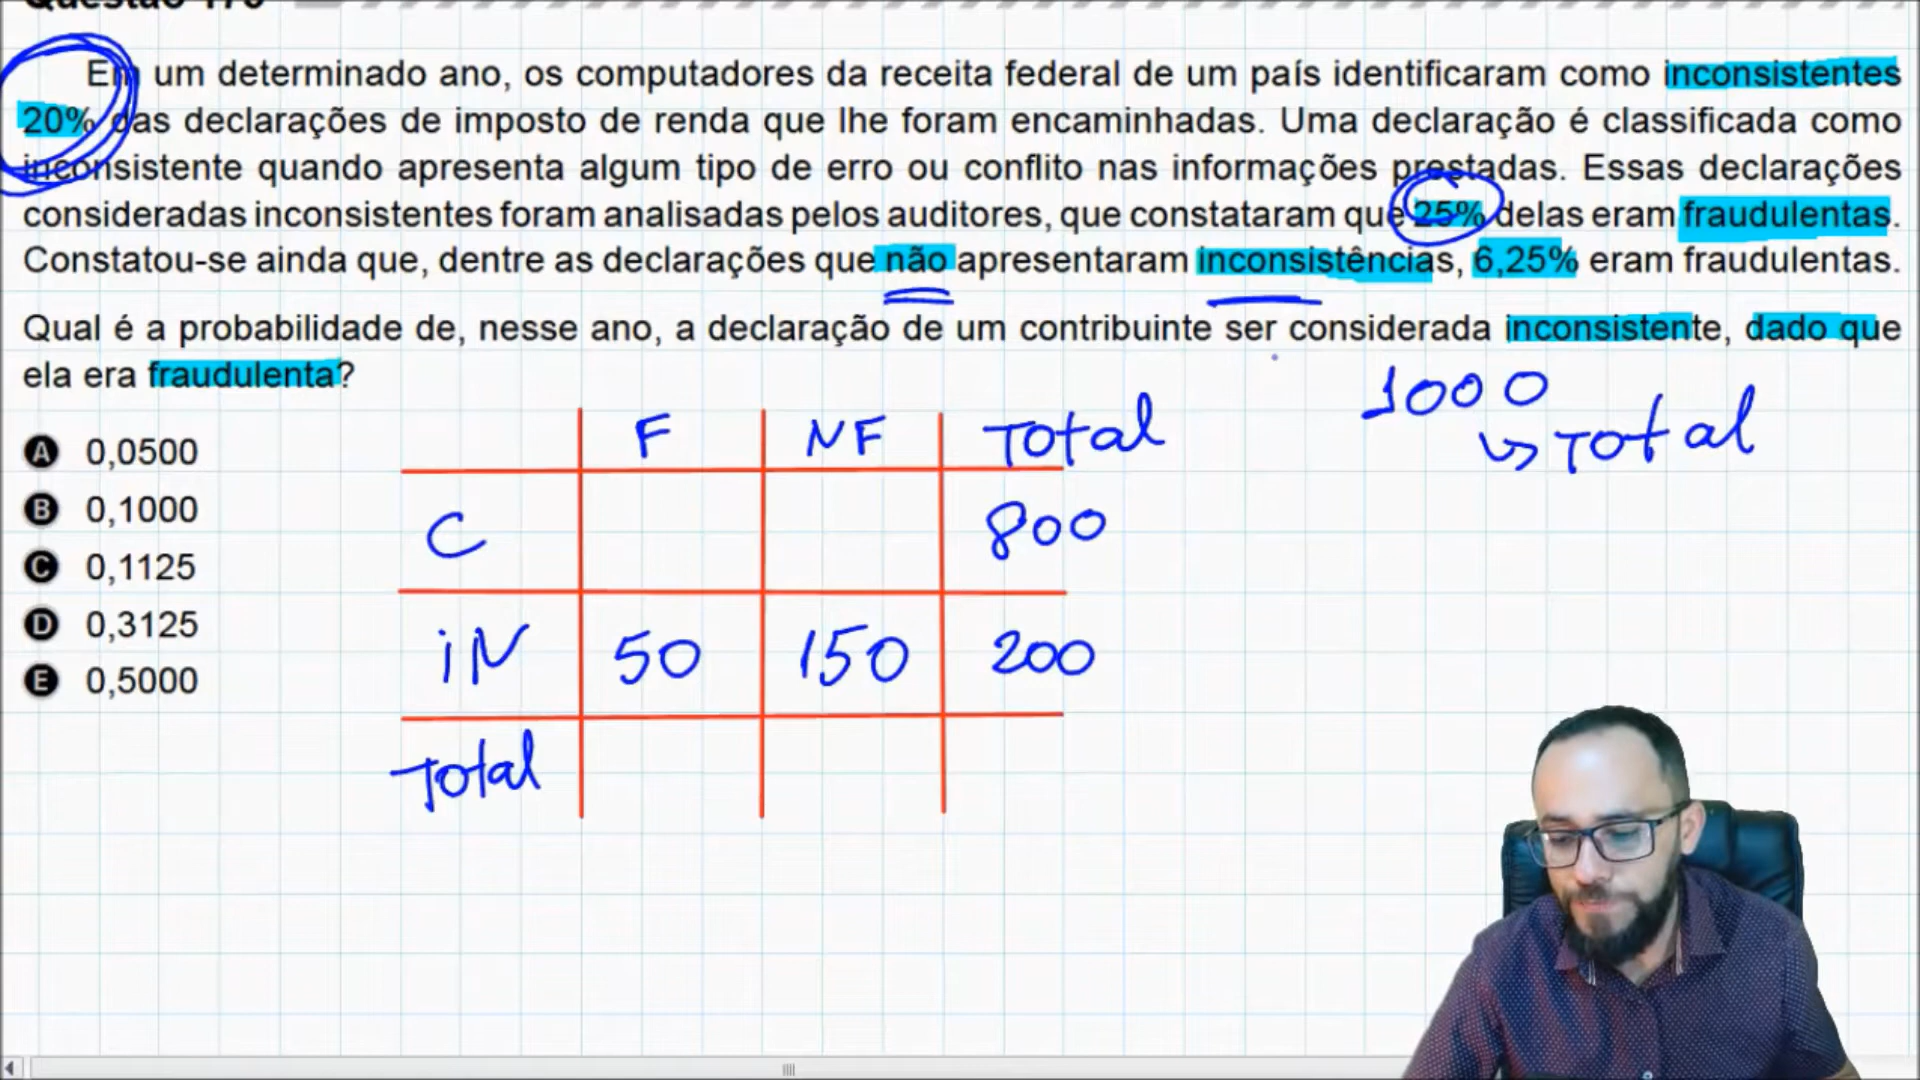 Em um determinado ano, os computadores da receita federal de um país identificaram como inconsistentes
20% das declarações de imposto de renda que lhe foram encaminhadas. Uma declaração é classificada como
inconsistente quando apresenta algum tipo de erro ou conflito nas informações prestadas. Essas declarações
consideradas inconsistentes foram analisadas pelos auditores, que constataram que 25% delas eram fraudulentas.
Constatou-se ainda que, dentre as declarações que não apresentaram inconsistências, 6,25% eram fraudulentas.
Qual é a probabilidade de, nesse ano, a declaração de um contribuinte ser considerada inconsistente, dado que
ela era fraudulenta?
1000
↳ Total
A 0,0500
B 0,1000
C 0,1125
D 0,3125
E 0,5000
F NF Total
C 800
iN 50 150 200
Total